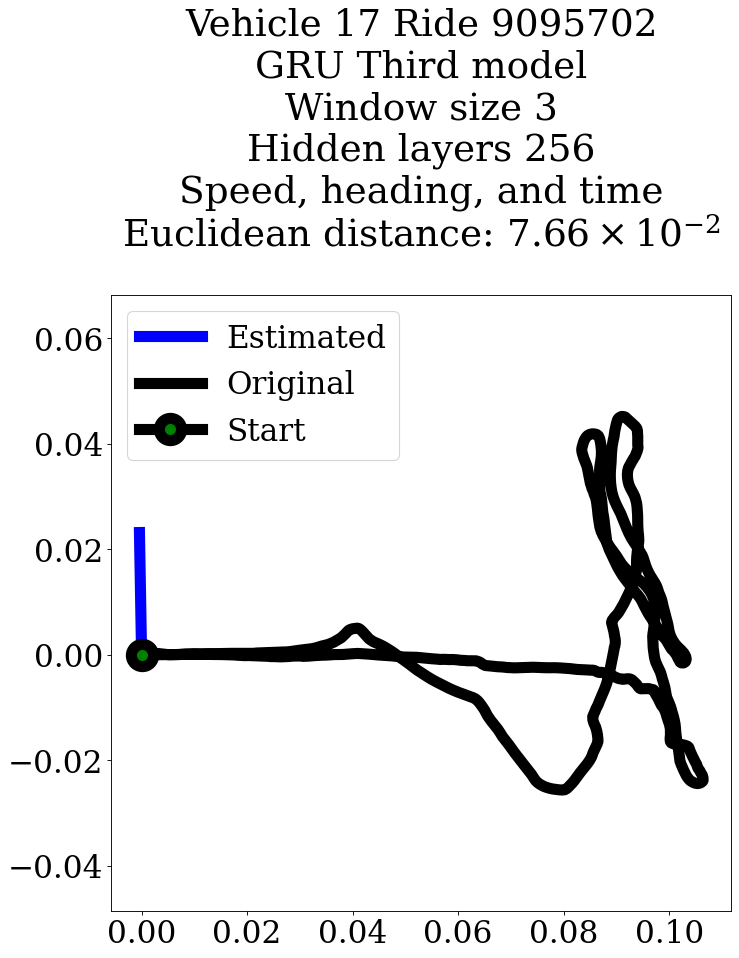 Vehicle 17 Ride 9095702
GRU Third model
Window size 3
Hidden layers 256
Speed, heading, and time
Euclidean distance: 7.66 × 10⁻²
Estimated
Original
Start
0.06
0.04
0.02
0.00
−0.02
−0.04
0.00 0.02 0.04 0.06 0.08 0.10